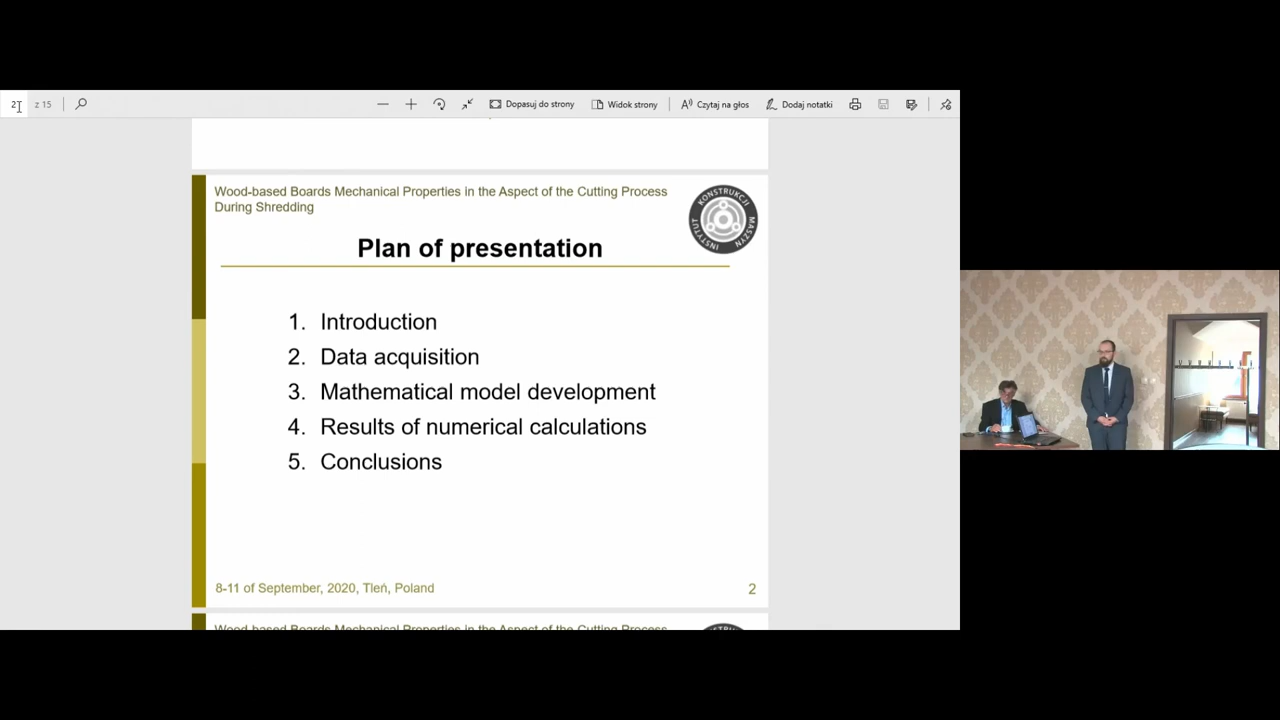 2 z 15 Dopasuj do strony Widok strony Czytaj na głos Dodaj notatki
Wood-based Boards Mechanical Properties in the Aspect of the Cutting Process
During Shredding
INSTYTUT KONSTRUKCJI MASZYN
Plan of presentation
1. Introduction
2. Data acquisition
3. Mathematical model development
4. Results of numerical calculations
5. Conclusions
8-11 of September, 2020, Tleń, Poland
2
Wood-based Boards Mechanical Properties in the Aspect of the Cutting Process